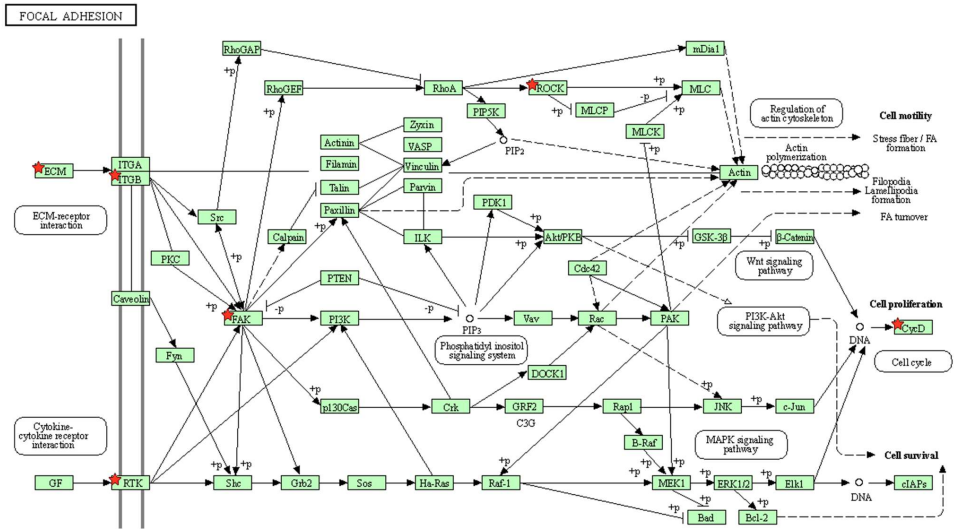 FOCAL ADHESION
RhoGAP
mDia1
+p
+p
RhoGEF
RhoA
ROCK
+p
MLC
+p
-p
+p
PIP5K
MLCP
MLCK
Regulation of
actin cytoskeleton
Cell motility
Zyxin
Actinin
VASP
PIP2
+p
Stress fiber / FA
formation
Actin
polymerization
ECM
ITGA
ITGB
Filamin
Vinculin
Actin
Talin
Parvin
Filopodia
Lamellipodia
formation
ECM-receptor
interaction
Src
Paxillin
PDK1
FA turnover
Calpain
ILK
+p
+p
Akt/PKB
GSK-3β
β-Catenin
+p
+p
PKC
Wnt signaling
pathway
Cdc42
PTEN
Caveolin
+p
-p
-p
Cell proliferation
FAK
PI3K
PIP3
Vav
Rac
PAK
PI3K-Akt
signaling pathway
DNA
CycD
Phosphatidyl inositol
signaling system
Fyn
Cell cycle
DOCK1
+p
+p
p130Cas
Crk
GRF2
Rap1
JNK
+p
c-Jun
C3G
Cytokine-
cytokine receptor
interaction
B-Raf
MAPK signaling
pathway
Cell survival
+p
+p
+p
+p
+p
+p
GF
RTK
Shc
Grb2
Sos
Ha-Ras
Raf-1
+p
MEK1
+p
ERK1/2
+p
Elk1
DNA
cIAPs
+p
+p
Bad
Bcl-2